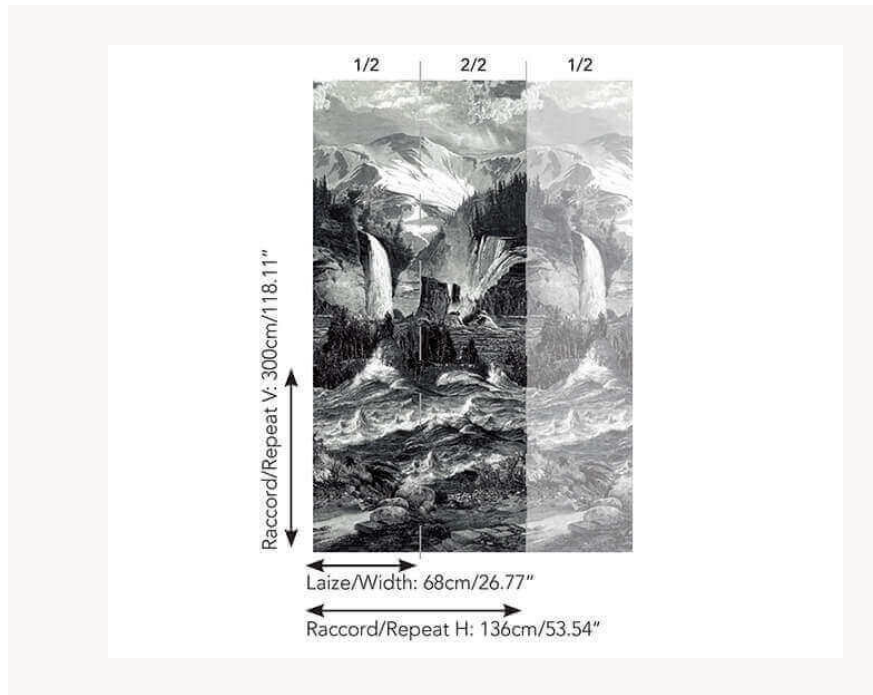 1/2 2/2 1/2
Raccord/Repeat V: 300cm/118.11"
Laize/Width: 68cm/26.77"
Raccord/Repeat H: 136cm/53.54"